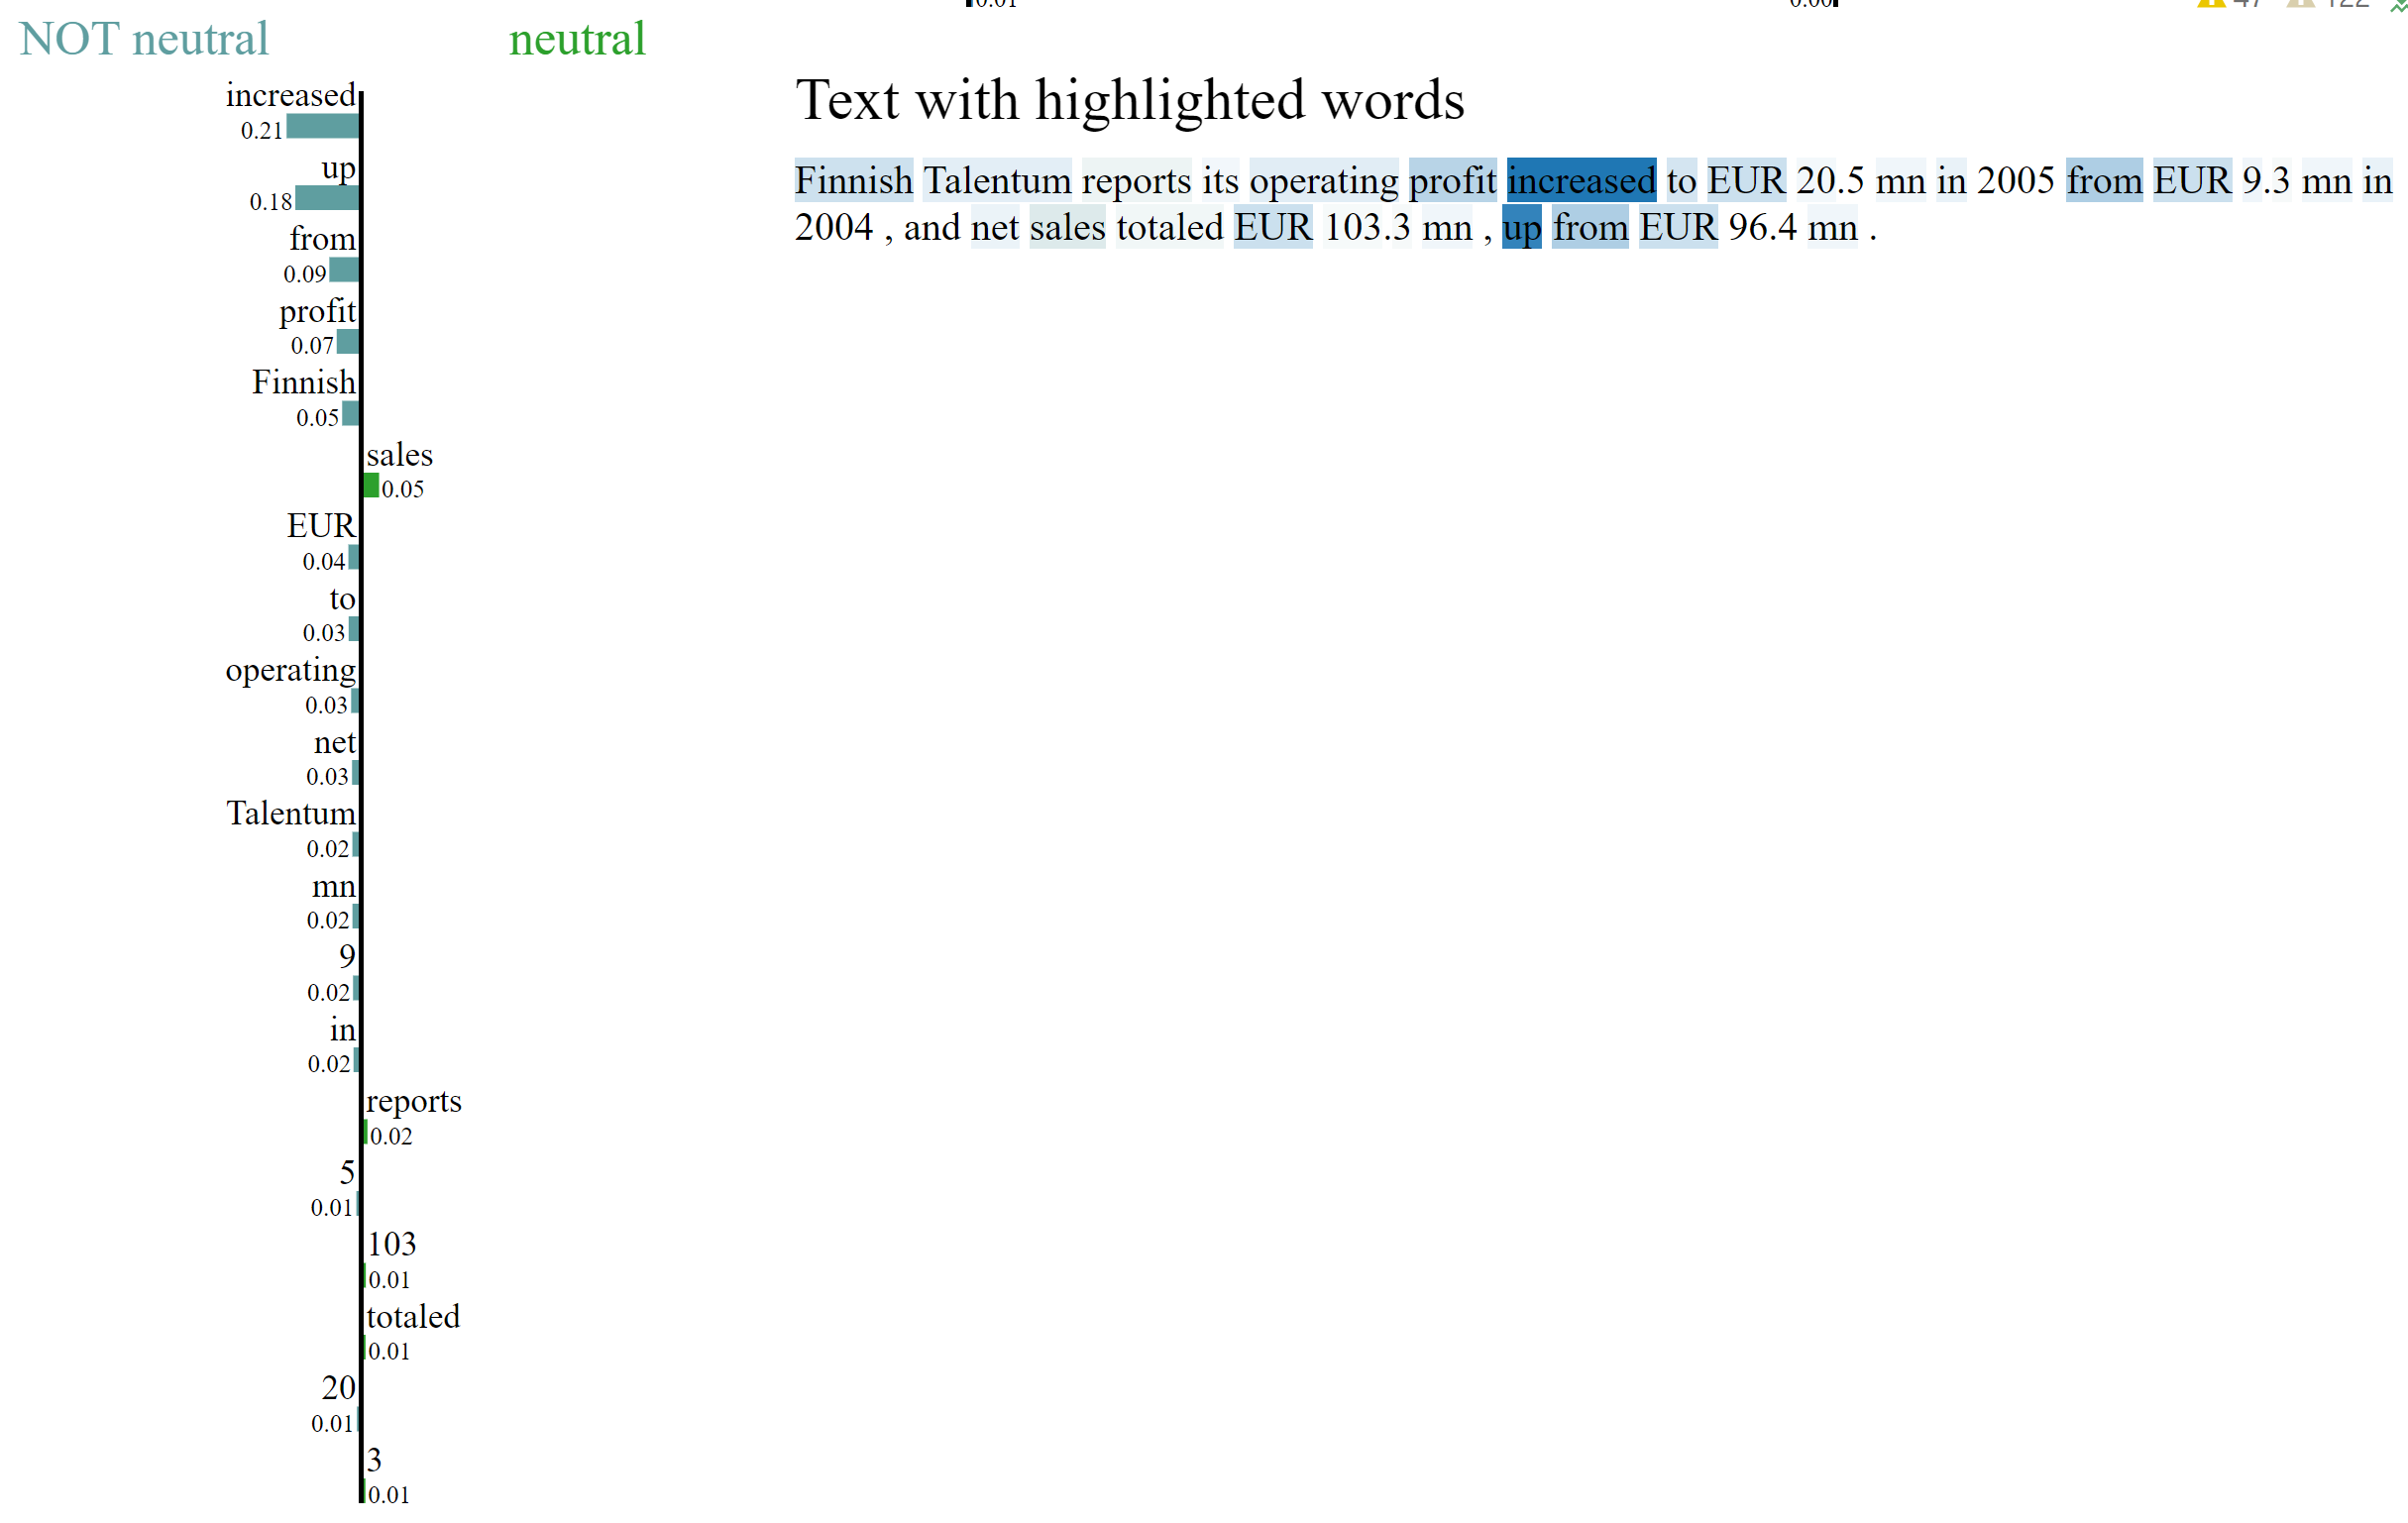 NOT neutral neutral
increased
0.21
up
0.18
from
0.09
profit
0.07
Finnish
0.05
sales
0.05
EUR
0.04
to
0.03
operating
0.03
net
0.03
Talentum
0.02
mn
0.02
9
0.02
in
0.02
reports
0.02
5
0.01
103
0.01
totaled
0.01
20
0.01
3
0.01
Text with highlighted words
Finnish Talentum reports its operating profit increased to EUR 20.5 mn in 2005 from EUR 9.3 mn in
2004 , and net sales totaled EUR 103.3 mn , up from EUR 96.4 mn .